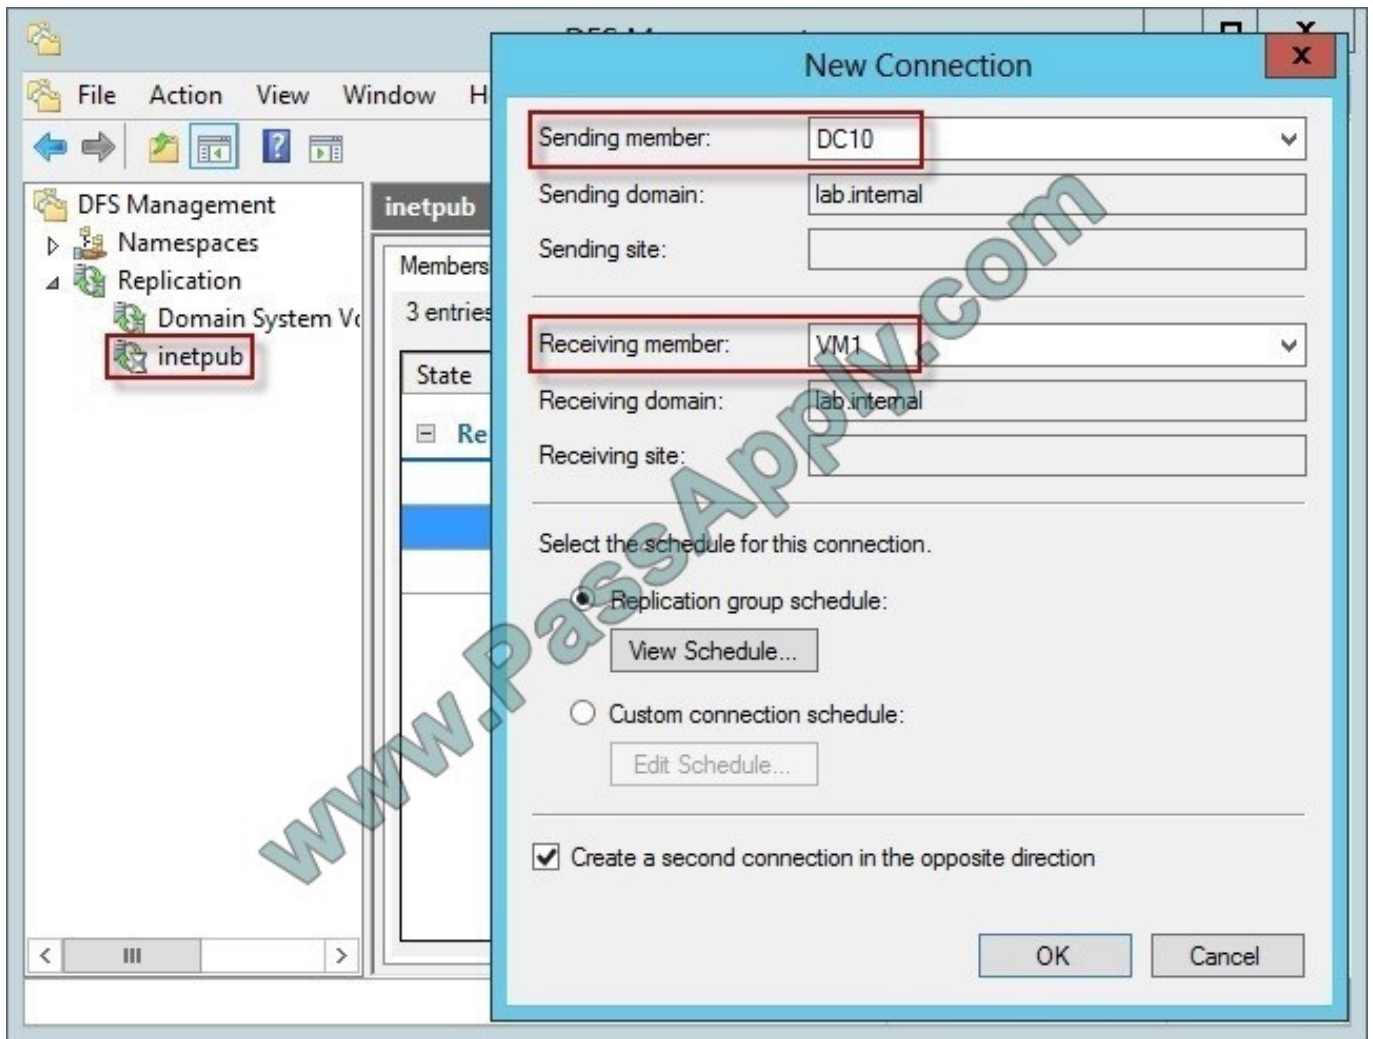 New Connection
File Action View Window H
Sending member: DC10
Sending domain: lab.internal
Sending site:
Receiving member: VM1
Receiving domain: lab.internal
Receiving site:
Select the schedule for this connection.
Replication group schedule:
View Schedule...
Custom connection schedule:
Edit Schedule...
Create a second connection in the opposite direction
OK Cancel
DFS Management
Namespaces
Replication
Domain System Vo
inetpub
inetpub
Members
3 entries
State
Re
www.PassApply.com